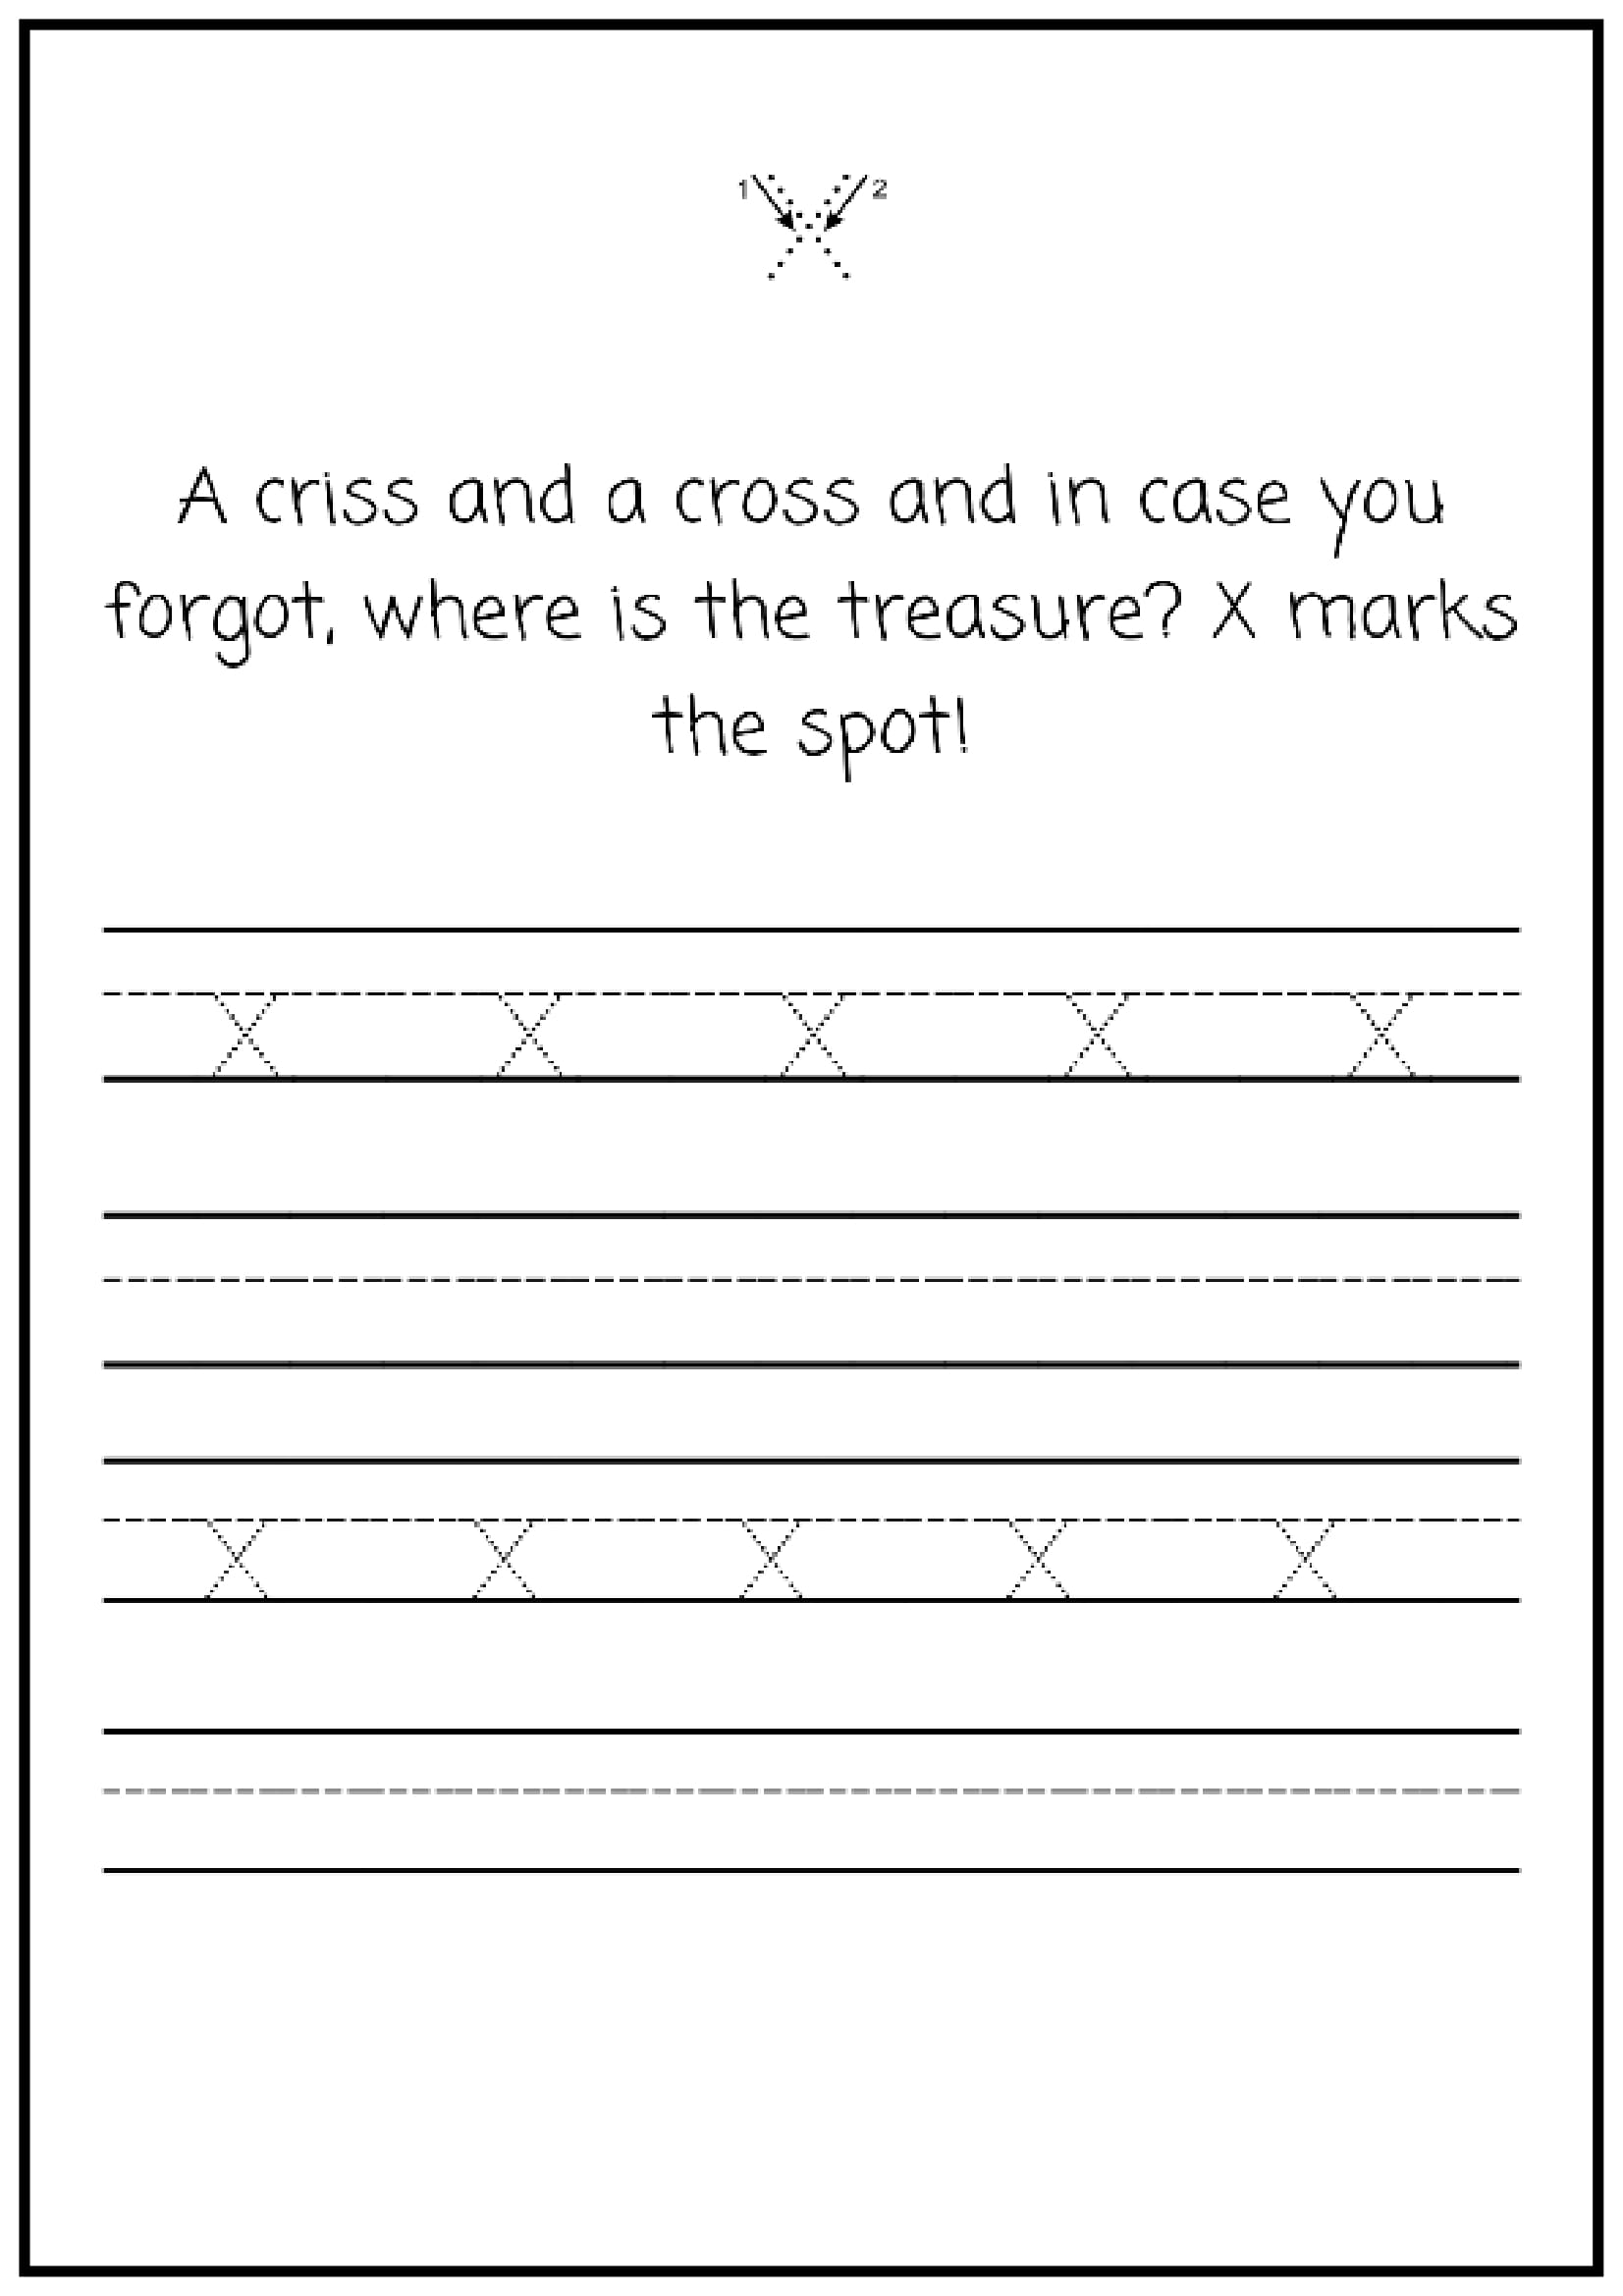 1 x 2
A criss and a cross and in case you
forgot, where is the treasure? X marks
the spot!
x x x x x
x x x x x